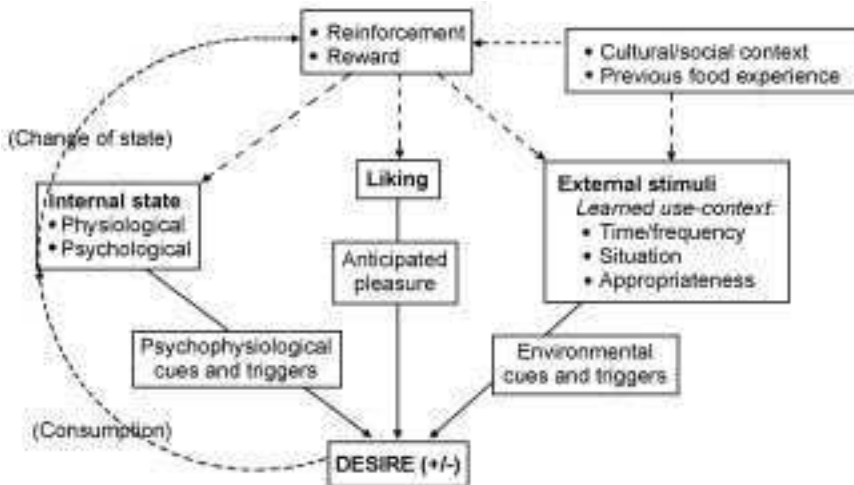 • Reinforcement
• Reward
• Cultural/social context
• Previous food experience
(Change of state)
Internal state
• Physiological
• Psychological
Liking
External stimuli
Learned use-context:
• Time/frequency
• Situation
• Appropriateness
Anticipated
pleasure
Psychophysiological
cues and triggers
Environmental
cues and triggers
(Consumption)
DESIRE (+/-)